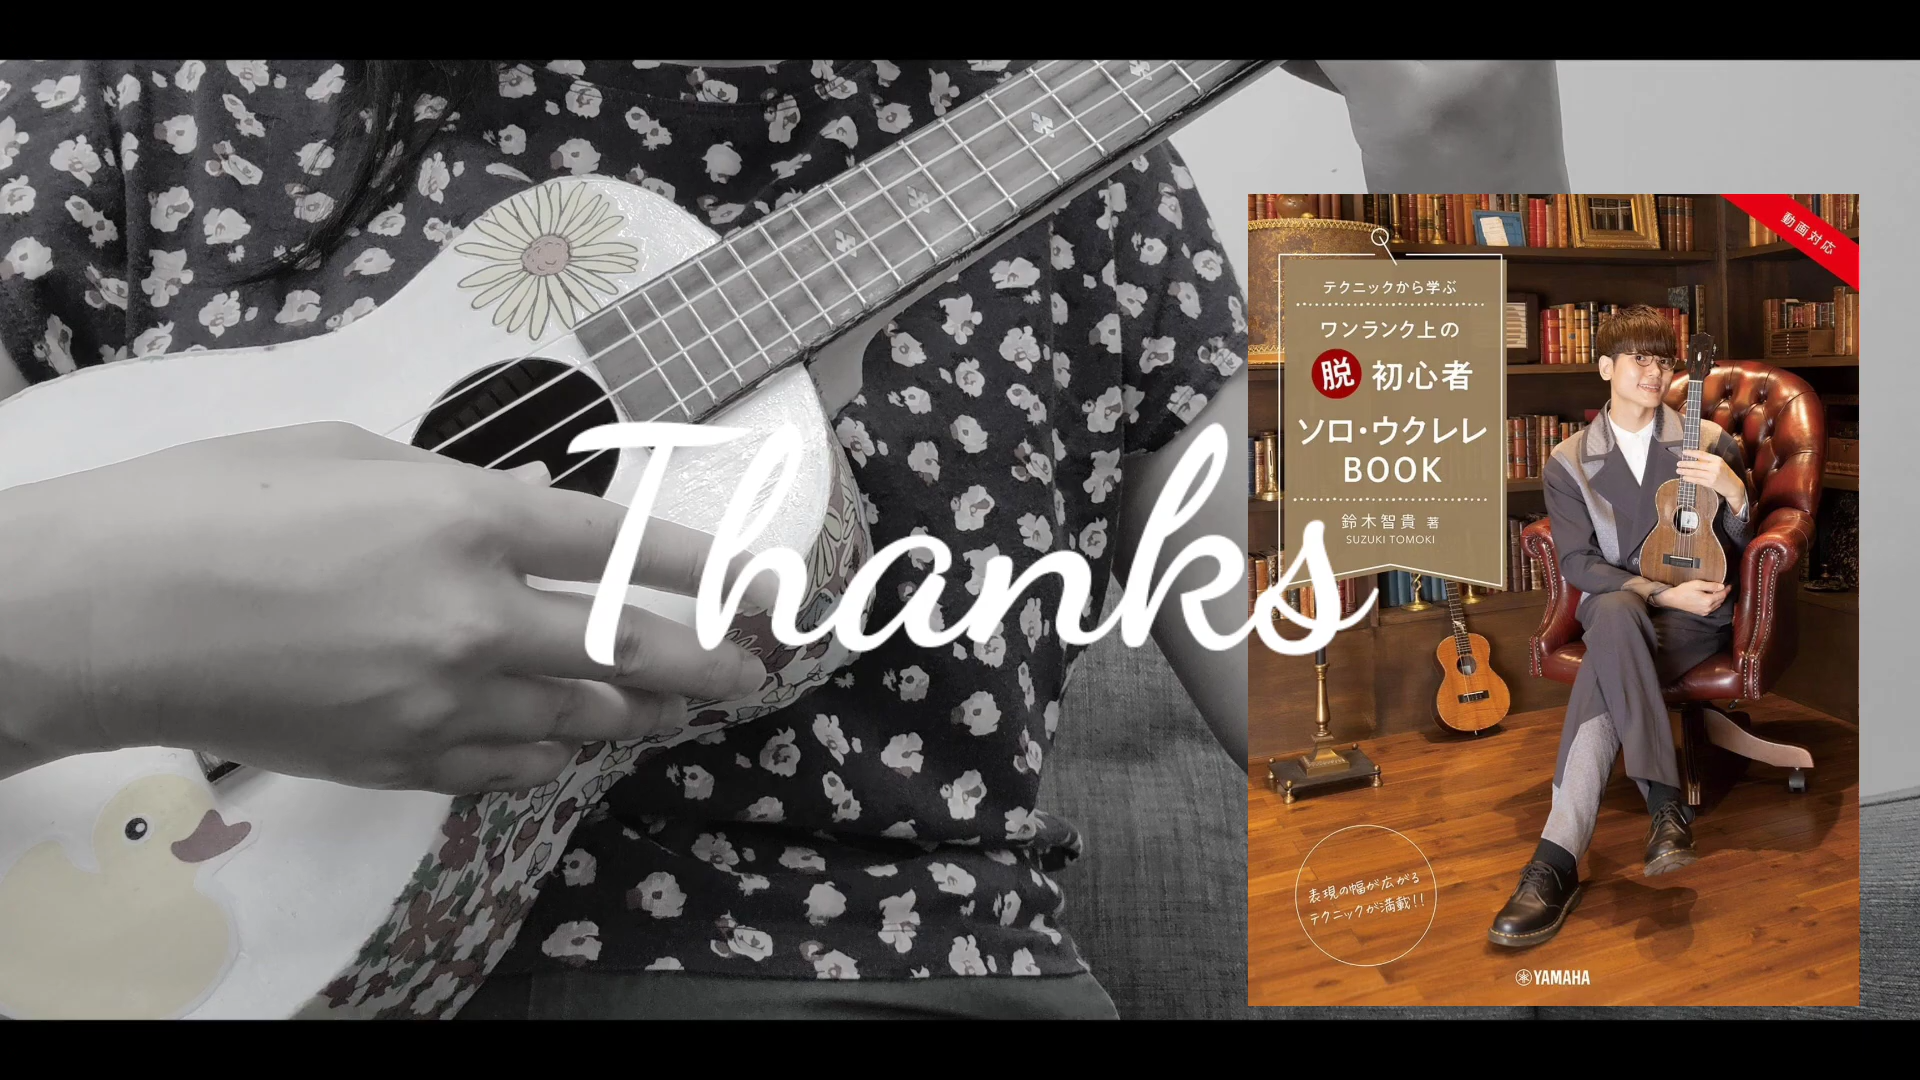 Thanks
動画対応
テクニックから学ぶ
ワンランク上の
脱 初心者
ソロ・ウクレレ
BOOK
鈴木智貴 著
SUZUKI TOMOKI
表現の幅が広がる
テクニックが満載!!
YAMAHA